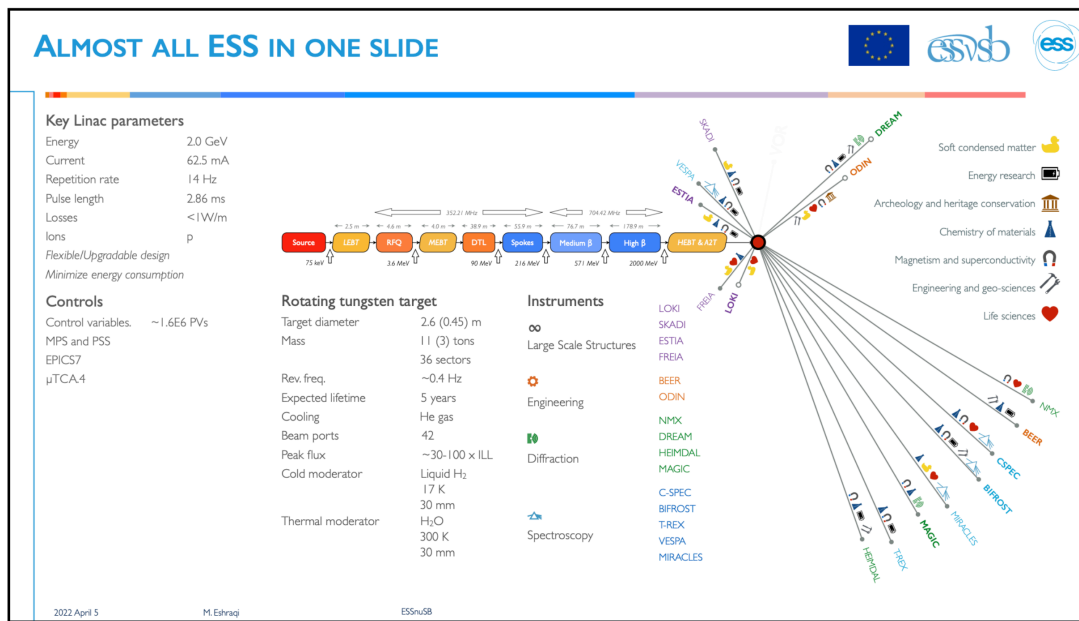 ALMOST ALL ESS IN ONE SLIDE
essνsb
ess
Key Linac parameters
Energy 2.0 GeV
Current 62.5 mA
Repetition rate 14 Hz
Pulse length 2.86 ms
Losses <1W/m
Ions p
Flexible/Upgradable design
Minimize energy consumption
Controls
Control variables. ~1.6E6 PVs
MPS and PSS
EPICS7
µTCA.4
352.21 MHz 704.42 MHz
2.5 m 4.6 m 4.0 m 38.9 m 55.9 m 76.7 m 178.9 m
Source LEBT RFQ MEBT DTL Spokes Medium β High β HEBT & A2T
75 keV 3.6 MeV 90 MeV 216 MeV 571 MeV 2000 MeV
Rotating tungsten target
Target diameter 2.6 (0.45) m
Mass 11 (3) tons
36 sectors
Rev. freq. ~0.4 Hz
Expected lifetime 5 years
Cooling He gas
Beam ports 42
Peak flux ~30-100 x ILL
Cold moderator Liquid H₂
17 K
30 mm
Thermal moderator H₂O
300 K
30 mm
Instruments
Large Scale Structures
Engineering
Diffraction
Spectroscopy
LOKI
SKADI
ESTIA
FREIA
BEER
ODIN
NMX
DREAM
HEIMDAL
MAGIC
C-SPEC
BIFROST
T-REX
VESPA
MIRACLES
SKADI
VESPA
ESTIA
FREIA
LOKI
VOR
DREAM
ODIN
NMX
BEER
CSPEC
BIFROST
MIRACLES
MAGIC
T-REX
HEIMDAL
Soft condensed matter
Energy research
Archeology and heritage conservation
Chemistry of materials
Magnetism and superconductivity
Engineering and geo-sciences
Life sciences
2022 April 5 M. Eshraqi ESSnuSB